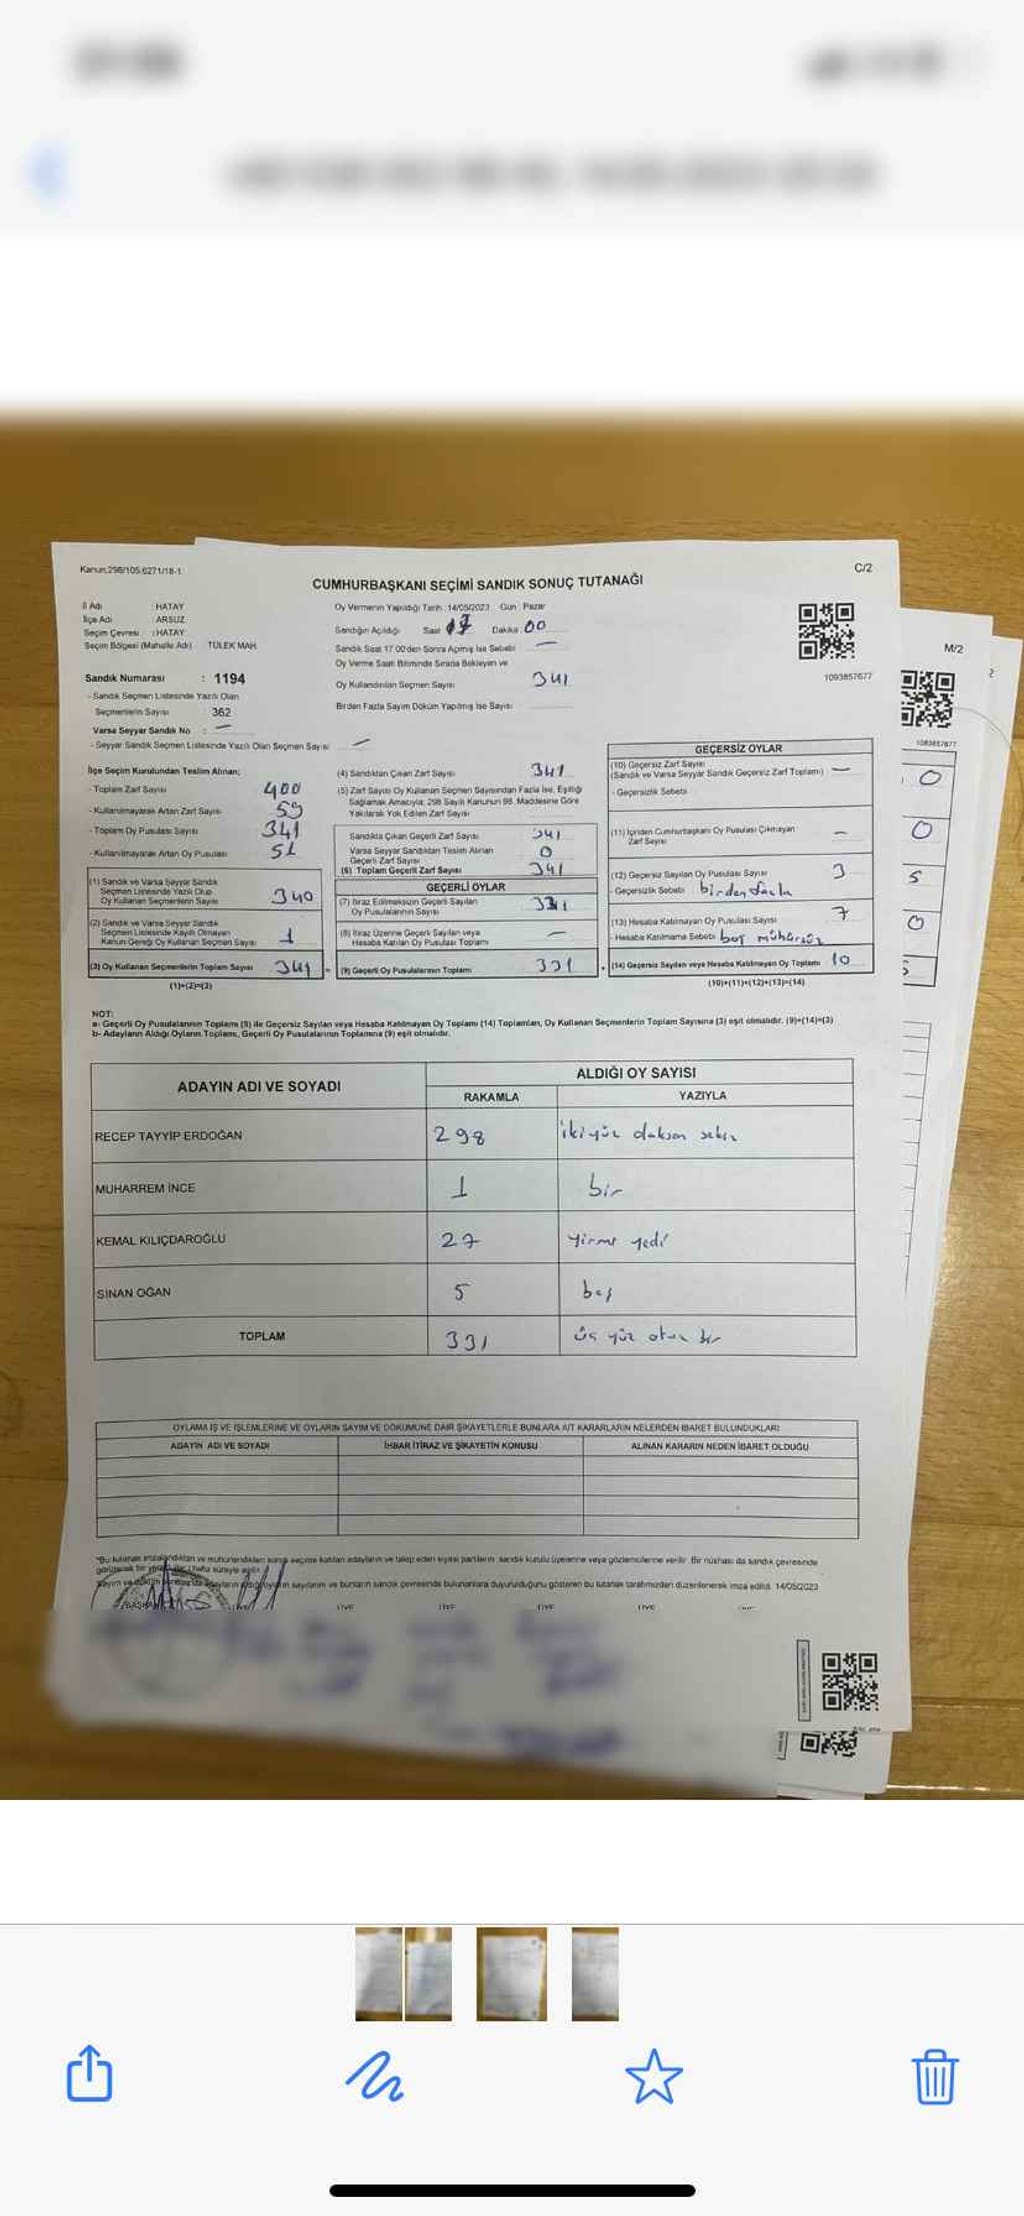 Kanun.298/105.6271/18-1
C/2
CUMHURBAŞKANI SEÇİMİ SANDIK SONUÇ TUTANAĞI
İl Adı : HATAY
İlçe Adı : ARSUZ
Seçim Çevresi : HATAY
Seçim Bölgesi (Mahalle Adı) TÜLEK MAH
Sandık Numarası : 1194
- Sandık Seçmen Listesinde Yazılı Olan
Seçmenlerin Sayısı 362
Varsa Seyyar Sandık No : —
- Seyyar Sandık Seçmen Listesinde Yazılı Olan Seçmen Sayısı —
Oy Vermenin Yapıldığı Tarih 14/05/2023 Gün Pazar
Sandığın Açıldığı Saat 17 Dakika 00
Sandık Saat 17.00'den Sonra Açılmış İse Sebebi —
Oy Verme Saati Bitiminde Sırada Bekleyen ve
Oy Kullandırılan Seçmen Sayısı 341
Birden Fazla Sayım Döküm Yapılmış İse Sayısı
1093857677
M/2
2
1093857677
İlçe Seçim Kurulundan Teslim Alınan;
- Toplam Zarf Sayısı 400
- Kullanılmayarak Artan Zarf Sayısı 59
- Toplam Oy Pusulası Sayısı 341
- Kullanılmayarak Artan Oy Pusulası 51
(1) Sandık ve Varsa Seyyar Sandık
Seçmen Listesinde Yazılı Olup
Oy Kullanan Seçmenlerin Sayısı 340
(2) Sandık ve Varsa Seyyar Sandık
Seçmen Listesinde Kayıtlı Olmayan
Kanun Gereği Oy Kullanan Seçmen Sayısı 1
(3) Oy Kullanan Seçmenlerin Toplam Sayısı 341
(1)+(2)=(3)
(4) Sandıktan Çıkan Zarf Sayısı 341
(5) Zarf Sayısı Oy Kullanan Seçmen Sayısından Fazla İse, Eşitliği
Sağlamak Amacıyla, 298 Sayılı Kanunun 98. Maddesine Göre
Yakılarak Yok Edilen Zarf Sayısı
Sandıkta Çıkan Geçerli Zarf Sayısı 341
Varsa Seyyar Sandıktan Teslim Alınan
Geçerli Zarf Sayısı 0
(6) Toplam Geçerli Zarf Sayısı 341
GEÇERLİ OYLAR
(7) İtiraz Edilmeksizin Geçerli Sayılan
Oy Pusulalarının Sayısı 331
(8) İtiraz Üzerine Geçerli Sayılan veya
Hesaba Katılan Oy Pusulası Toplamı —
(9) Geçerli Oy Pusulalarının Toplamı 331
GEÇERSİZ OYLAR
(10) Geçersiz Zarf Sayısı
(Sandık ve Varsa Seyyar Sandık Geçersiz Zarf Toplamı) —
- Geçersizlik Sebebi
(11) İçinden Cumhurbaşkanı Oy Pusulası Çıkmayan
Zarf Sayısı —
(12) Geçersiz Sayılan Oy Pusulası Sayısı 3
- Geçersizlik Sebebi birden fazla
(13) Hesaba Katılmayan Oy Pusulası Sayısı 7
- Hesaba Katılmama Sebebi boş mühürsüz
(14) Geçersiz Sayılan veya Hesaba Katılmayan Oy Toplamı 10
(10)+(11)+(12)+(13)=(14)
0
0
5
0
NOT:
a- Geçerli Oy Pusulalarının Toplamı (9) ile Geçersiz Sayılan veya Hesaba Katılmayan Oy Toplamı (14) Toplamları, Oy Kullanan Seçmenlerin Toplam Sayısına (3) eşit olmalıdır. (9)+(14)=(3)
b- Adayların Aldığı Oyların Toplamı, Geçerli Oy Pusulalarının Toplamına (9) eşit olmalıdır.
ADAYIN ADI VE SOYADI
ALDIĞI OY SAYISI
RAKAMLA YAZIYLA
RECEP TAYYİP ERDOĞAN 298 ikiyüz doksan sekiz
MUHARREM İNCE 1 bir
KEMAL KILIÇDAROĞLU 27 yirmi yedi
SİNAN OĞAN 5 beş
TOPLAM 331 üç yüz otuz bir
OYLAMA İŞ VE İŞLEMLERİNE VE OYLARIN SAYIM VE DÖKÜMÜNE DAİR ŞİKAYETLERLE BUNLARA AİT KARARLARIN NELERDEN İBARET BULUNDUKLARI
ADAYIN ADI VE SOYADI İHBAR İTİRAZ VE ŞİKAYETİN KONUSU ALINAN KARARIN NEDEN İBARET OLDUĞU
*Bu tutanak imzalandıktan ve mühürlendikten sonra seçime katılan adayların ve talep eden siyasi partilerin sandık kurulu üyelerine veya gözlemcilerine verilir. Bir nüshası da sandık çevresinde
görülecek bir yere bir hafta süreyle asılır.
sayılarını ve bunların sandık çevresinde bulunanlara duyurulduğunu gösteren bu tutanak tarafımızdan düzenlenerek imza edildi. 14/05/2023
BAŞKAN ÜYE ÜYE ÜYE ÜYE